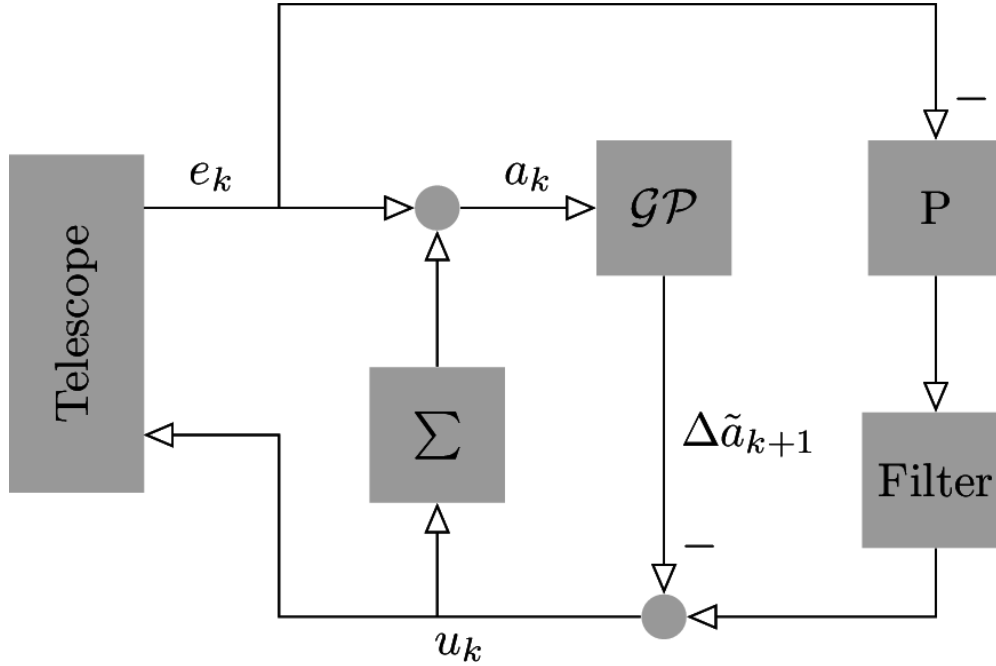 −
e_k
a_k
𝒢𝒫
P
Telescope
∑
Δã_{k+1}
Filter
−
u_k